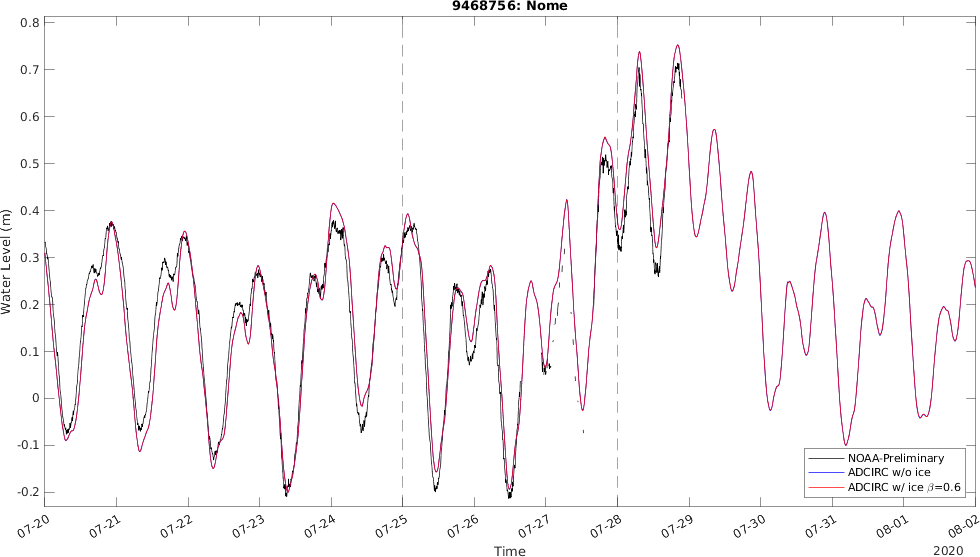 9468756: Nome
0.8
0.7
0.6
0.5
0.4
0.3
0.2
0.1
0
-0.1
-0.2
Water Level (m)
NOAA-Preliminary
ADCIRC w/o ice
ADCIRC w/ ice β=0.6
07-20 07-21 07-22 07-23 07-24 07-25 07-26 07-27 07-28 07-29 07-30 07-31 08-01 08-02
Time
2020